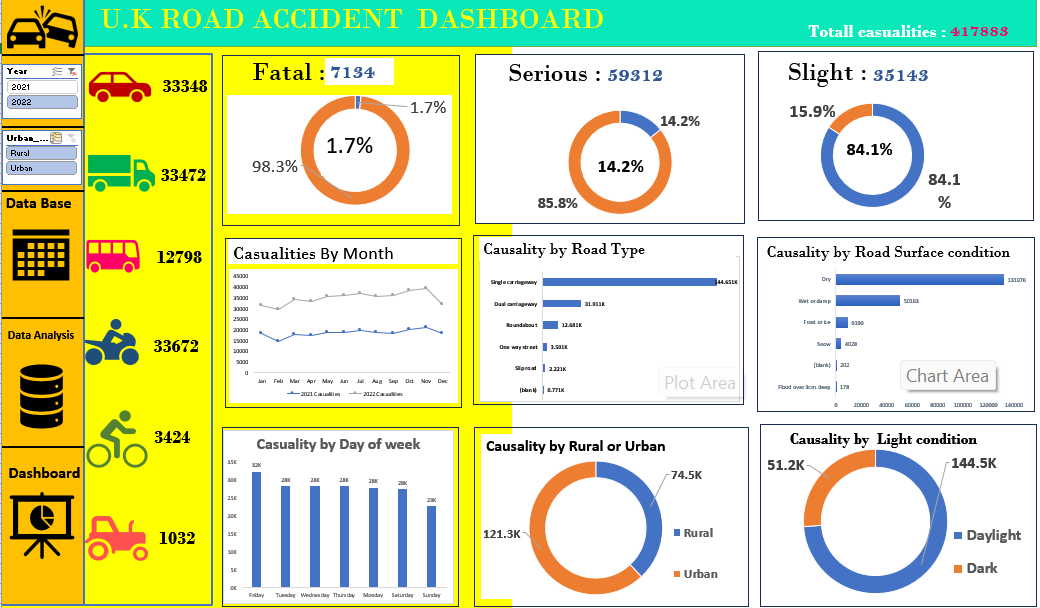 U.K ROAD ACCIDENT DASHBOARD
Totall casualities : 417883
Year
2021
2022
Urban_...
Rural
Urban
Data Base
Data Analysis
Dashboard
33348
33472
12798
33672
3424
1032
Fatal : 7134
1.7%
98.3%
1.7%
Serious : 59312
14.2%
85.8%
14.2%
Slight : 35143
15.9%
84.1
%
84.1%
Casualities By Month
45000
40000
35000
30000
25000
20000
15000
10000
5000
0
Jan Feb Mar Apr May Jun Jul Aug Sep Oct Nov Dec
2021 Casualities 2022 Casualities
Causality by Road Type
Single carriageway 44.651K
Dual carriageway 31.911K
Roundabout 12.681K
One way street 3.501K
Slip road 2.221K
(blank) 0.771K
Plot Area
Causality by Road Surface condition
Dry 131976
Wet or damp 50163
Frost or ice 9199
Snow 4028
(blank) 202
Flood over 3cm. deep 178
0 20000 40000 60000 80000 100000 120000 140000
Chart Area
Casuality by Day of week
35K
30K
25K
20K
15K
10K
5K
0K
32K 28K 28K 28K 28K 28K 23K
Friday Tuesday Wednesday Thursday Monday Saturday Sunday
Causality by Rural or Urban
74.5K
121.3K
Rural
Urban
Causality by Light condition
51.2K
144.5K
Daylight
Dark